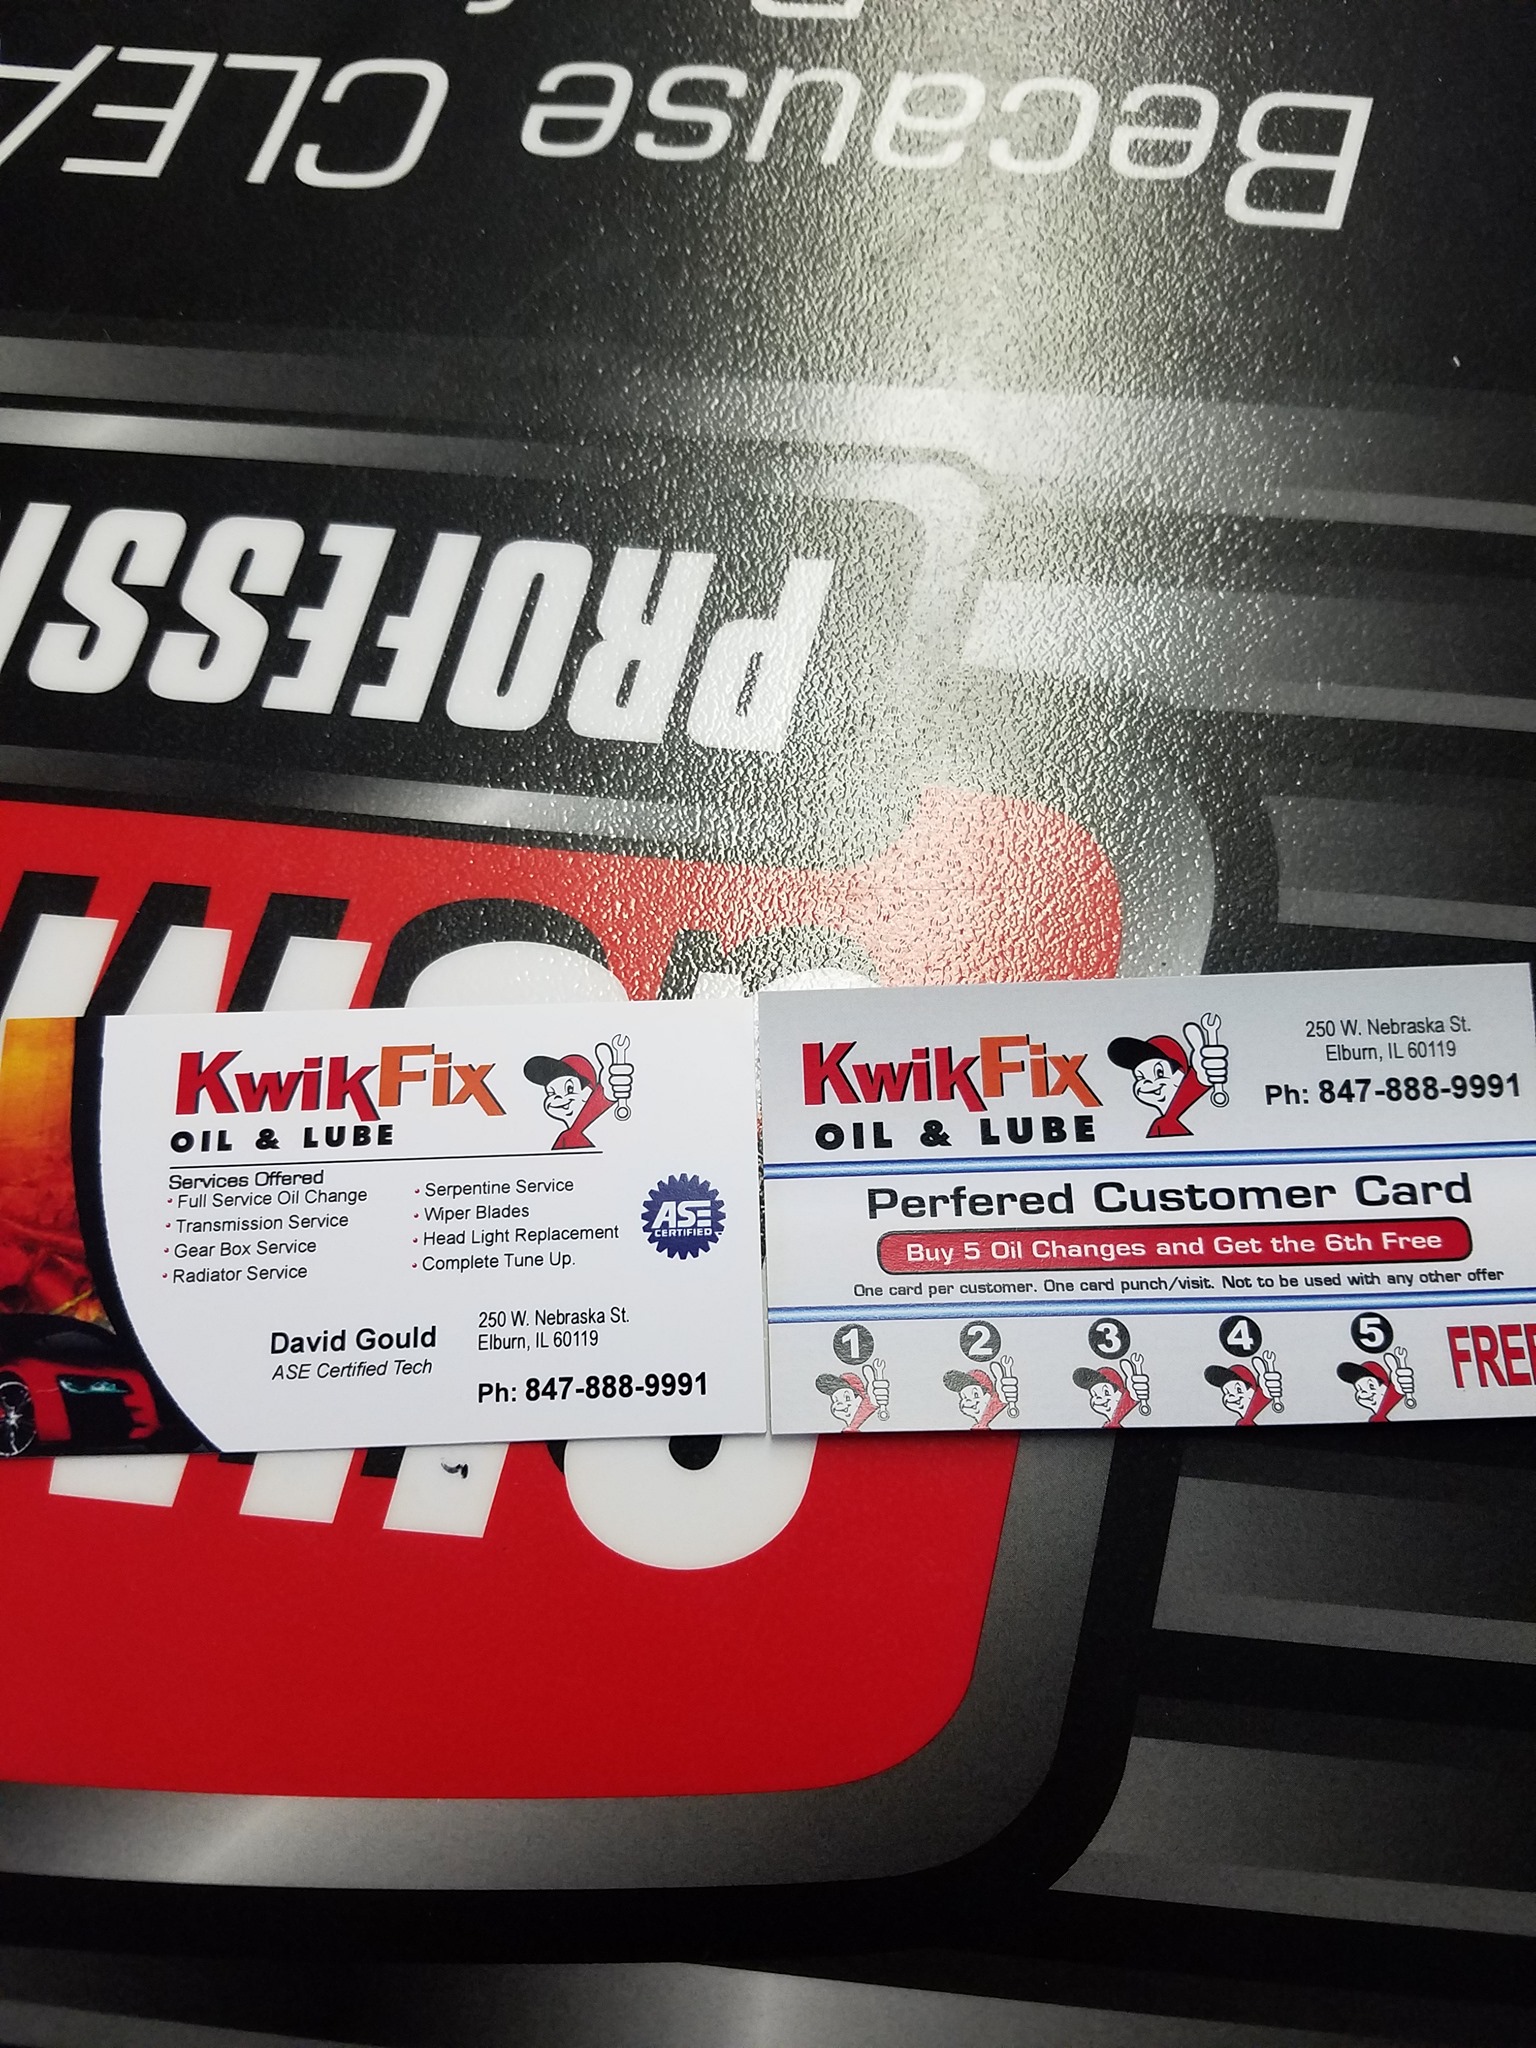 Because CLEA
PROFESS
KwikFix
OIL & LUBE
Services Offered
• Full Service Oil Change
• Transmission Service
• Gear Box Service
• Radiator Service
• Serpentine Service
• Wiper Blades
• Head Light Replacement
• Complete Tune Up.
ASE
CERTIFIED
David Gould
ASE Certified Tech
250 W. Nebraska St.
Elburn, IL 60119
Ph: 847-888-9991
KwikFix
OIL & LUBE
250 W. Nebraska St.
Elburn, IL 60119
Ph: 847-888-9991
Perfered Customer Card
Buy 5 Oil Changes and Get the 6th Free
One card per customer. One card punch/visit. Not to be used with any other offer
1 2 3 4 5 FREE